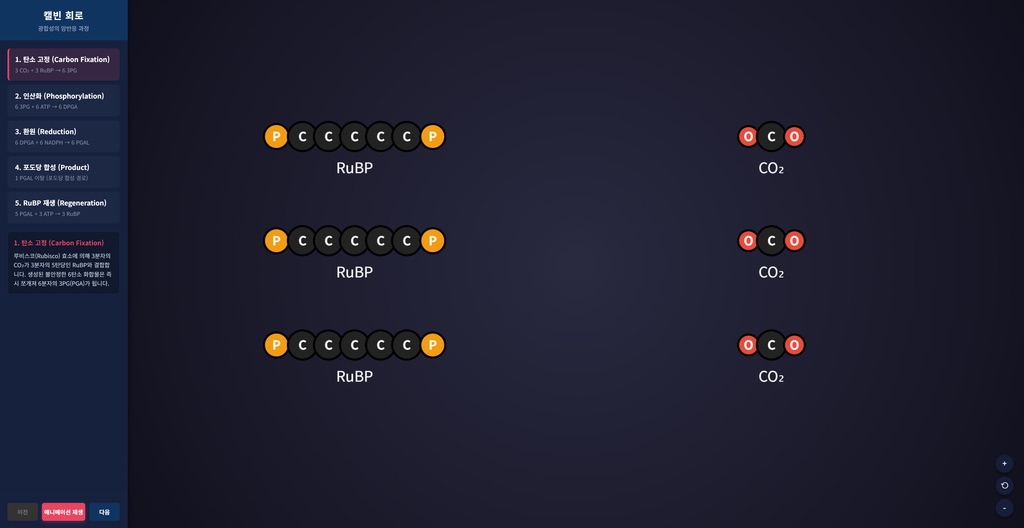 캘빈 회로
광합성의 암반응 과정
1. 탄소 고정 (Carbon Fixation)
3 CO₂ + 3 RuBP → 6 3PG
2. 인산화 (Phosphorylation)
6 3PG + 6 ATP → 6 DPGA
3. 환원 (Reduction)
6 DPGA + 6 NADPH → 6 PGAL
4. 포도당 합성 (Product)
1 PGAL 이탈 (포도당 합성 경로)
5. RuBP 재생 (Regeneration)
5 PGAL + 3 ATP → 3 RuBP
1. 탄소 고정 (Carbon Fixation)
루비스코(Rubisco) 효소에 의해 3분자의
CO₂가 3분자의 5탄당인 RuBP와 결합합
니다. 생성된 불안정한 6탄소 화합물은 즉
시 쪼개져 6분자의 3PG(PGA)가 됩니다.
이전 애니메이션 재생 다음
P C C C C C P
RuBP
O C O
CO₂
P C C C C C P
RuBP
O C O
CO₂
P C C C C C P
RuBP
O C O
CO₂
+
-